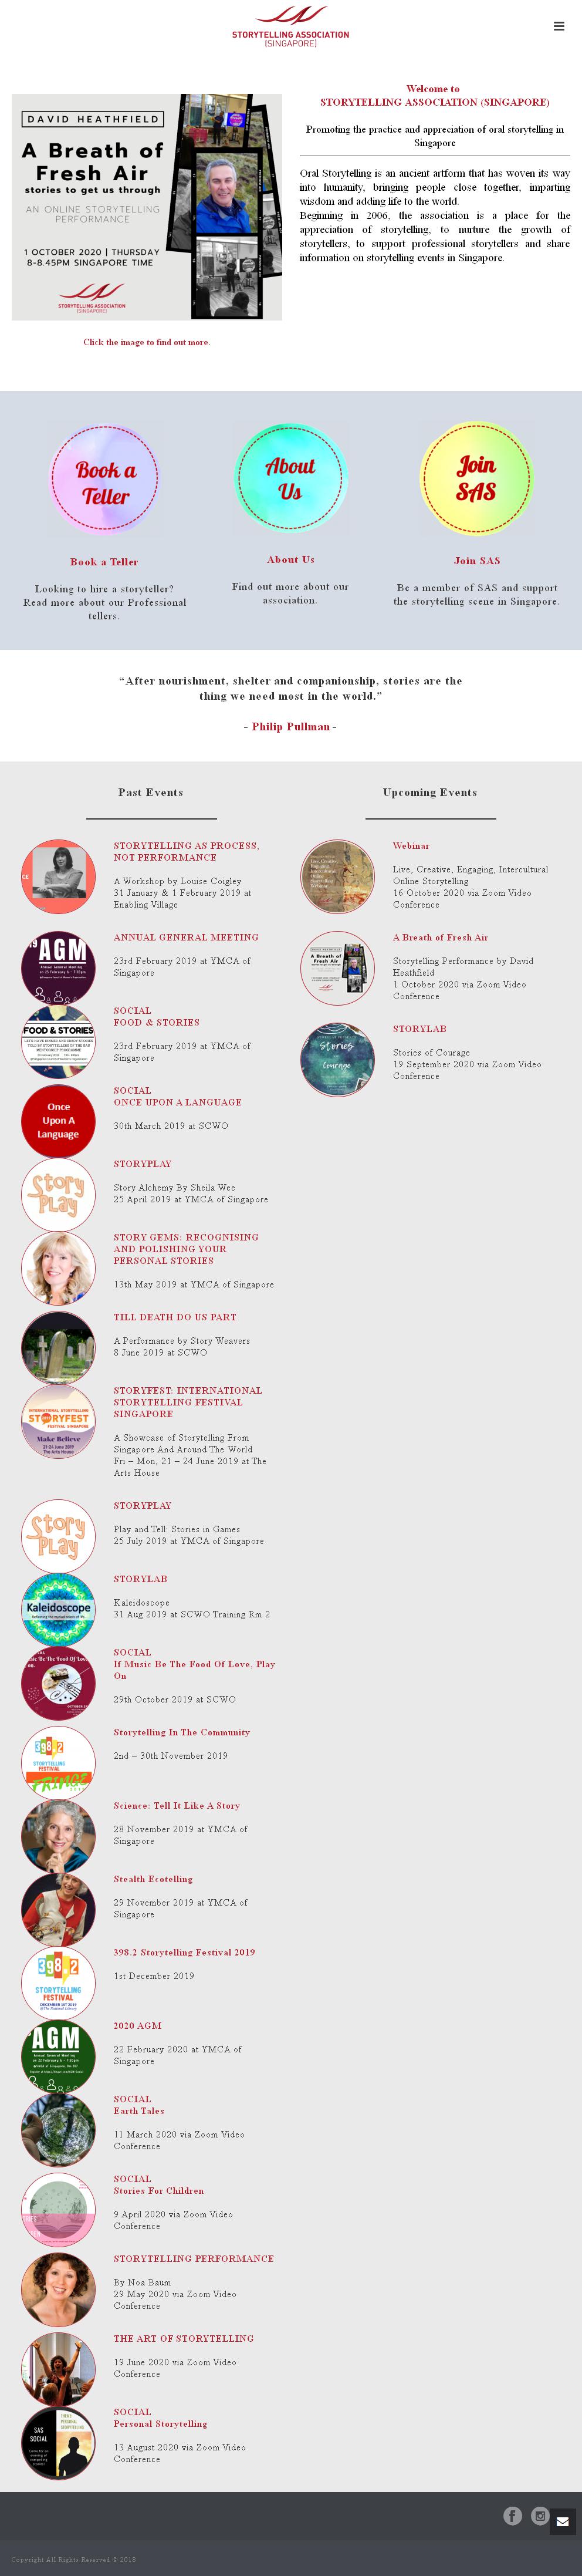 STORYTELLING ASSOCIATION
(SINGAPORE)
DAVID HEATHFIELD
A Breath of
Fresh Air
stories to get us through
AN ONLINE STORYTELLING
PERFORMANCE
1 OCTOBER 2020 | THURSDAY
8-8.45PM SINGAPORE TIME
STORYTELLING ASSOCIATION
(SINGAPORE)
Click the image to find out more.
Welcome to
STORYTELLING ASSOCIATION (SINGAPORE)
Promoting the practice and appreciation of oral storytelling in
Singapore
Oral Storytelling is an ancient artform that has woven its way
into humanity, bringing people close together, imparting
wisdom and adding life to the world.
Beginning in 2006, the association is a place for the
appreciation of storytelling, to nurture the growth of
storytellers, to support professional storytellers and share
information on storytelling events in Singapore.
Book a
Teller
Book a Teller
Looking to hire a storyteller?
Read more about our Professional
tellers.
About
Us
About Us
Find out more about our
association.
Join
SAS
Join SAS
Be a member of SAS and support
the storytelling scene in Singapore.
“After nourishment, shelter and companionship, stories are the
thing we need most in the world.”
- Philip Pullman -
Past Events
CE
STORYTELLING AS PROCESS,
NOT PERFORMANCE
A Workshop by Louise Coigley
31 January & 1 February 2019 at
Enabling Village
19
AGM
Annual General Meeting
ANNUAL GENERAL MEETING
23rd February 2019 at YMCA of
Singapore
FOOD & STORIES
SOCIAL
FOOD & STORIES
23rd February 2019 at YMCA of
Singapore
Once
Upon A
Language
SOCIAL
ONCE UPON A LANGUAGE
30th March 2019 at SCWO
Story
Play
STORYPLAY
Story Alchemy By Sheila Wee
25 April 2019 at YMCA of Singapore
STORY GEMS: RECOGNISING
AND POLISHING YOUR
PERSONAL STORIES
13th May 2019 at YMCA of Singapore
TILL DEATH DO US PART
A Performance by Story Weavers
8 June 2019 at SCWO
INTERNATIONAL STORYTELLING
STORYFEST
FESTIVAL SINGAPORE
Make Believe
21-24 June 2019
The Arts House
STORYFEST: INTERNATIONAL
STORYTELLING FESTIVAL
SINGAPORE
A Showcase of Storytelling From
Singapore And Around The World
Fri – Mon, 21 – 24 June 2019 at The
Arts House
Story
Play
STORYPLAY
Play and Tell: Stories in Games
25 July 2019 at YMCA of Singapore
Kaleidoscope
STORYLAB
Kaleidoscope
31 Aug 2019 at SCWO Training Rm 2
SOCIAL
If Music Be The Food Of Love, Play
On
29th October 2019 at SCWO
398.2
STORYTELLING
FESTIVAL
FRINGE
Storytelling In The Community
2nd – 30th November 2019
Science: Tell It Like A Story
28 November 2019 at YMCA of
Singapore
Stealth Ecotelling
29 November 2019 at YMCA of
Singapore
398.2
STORYTELLING
FESTIVAL
DECEMBER 1ST 2019
398.2 Storytelling Festival 2019
1st December 2019
AGM
Annual General Meeting
2020 AGM
22 February 2020 at YMCA of
Singapore
SOCIAL
Earth Tales
11 March 2020 via Zoom Video
Conference
SOCIAL
Stories For Children
9 April 2020 via Zoom Video
Conference
STORYTELLING PERFORMANCE
By Noa Baum
29 May 2020 via Zoom Video
Conference
THE ART OF STORYTELLING
19 June 2020 via Zoom Video
Conference
SAS
SOCIAL
SOCIAL
Personal Storytelling
13 August 2020 via Zoom Video
Conference
Upcoming Events
Webinar
Live, Creative, Engaging, Intercultural
Online Storytelling
16 October 2020 via Zoom Video
Conference
A Breath of
Fresh Air
A Breath of Fresh Air
Storytelling Performance by David
Heathfield
1 October 2020 via Zoom Video
Conference
Stories
Courage
STORYLAB
Stories of Courage
19 September 2020 via Zoom Video
Conference
Copyright All Rights Reserved © 2018